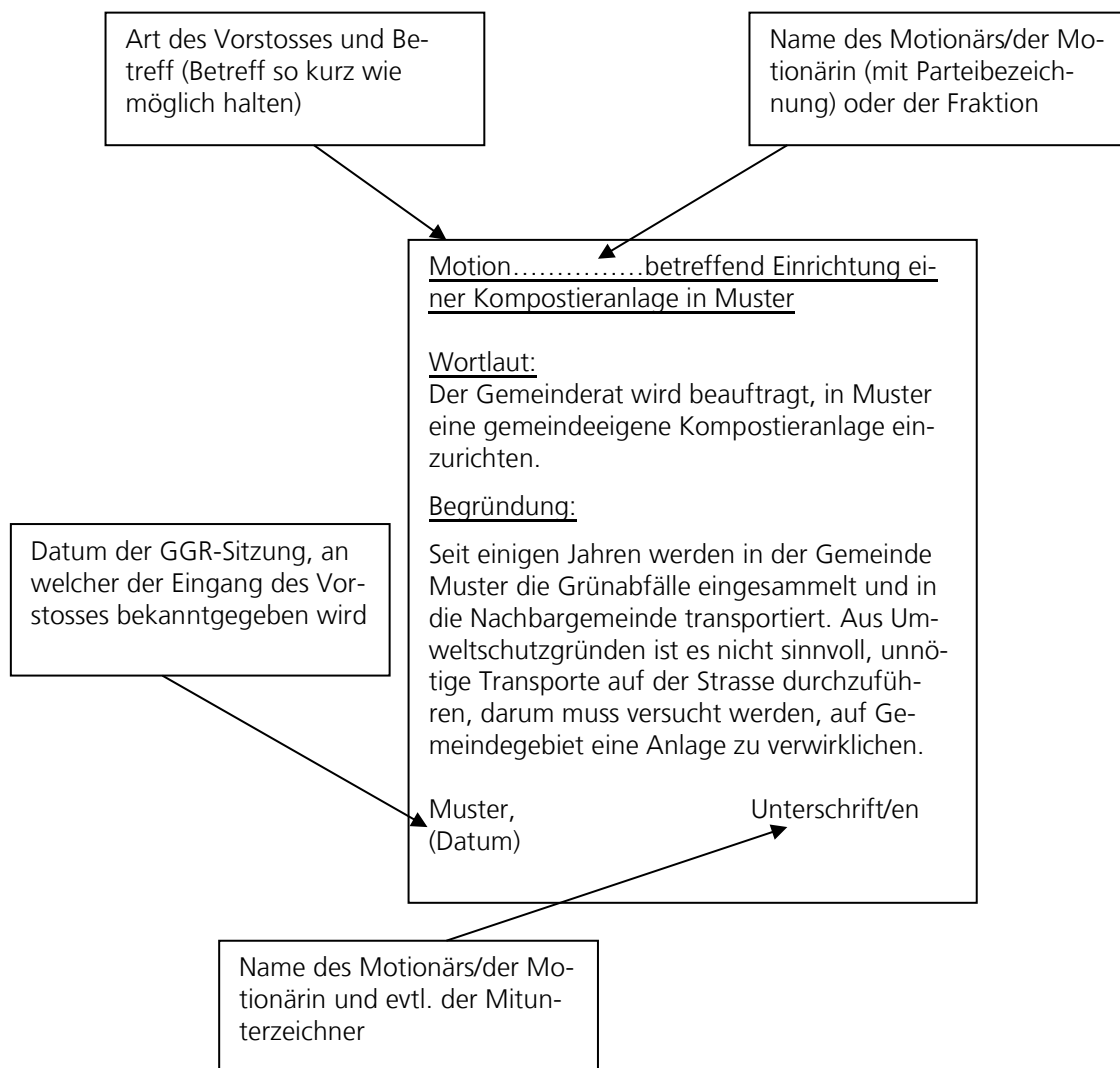 Art des Vorstosses und Be-
treff (Betreff so kurz wie
möglich halten)
Name des Motionärs/der Mo-
tionärin (mit Parteibezeich-
nung) oder der Fraktion
Motion……………betreffend Einrichtung ei-
ner Kompostieranlage in Muster
Wortlaut:
Der Gemeinderat wird beauftragt, in Muster
eine gemeindeeigene Kompostieranlage ein-
zurichten.
Begründung:
Seit einigen Jahren werden in der Gemeinde
Muster die Grünabfälle eingesammelt und in
die Nachbargemeinde transportiert. Aus Um-
weltschutzgründen ist es nicht sinnvoll, unnö-
tige Transporte auf der Strasse durchzufüh-
ren, darum muss versucht werden, auf Ge-
meindegebiet eine Anlage zu verwirklichen.
Muster, Unterschrift/en
(Datum)
Datum der GGR-Sitzung, an
welcher der Eingang des Vor-
stosses bekanntgegeben wird
Name des Motionärs/der Mo-
tionärin und evtl. der Mitun-
terzeichner